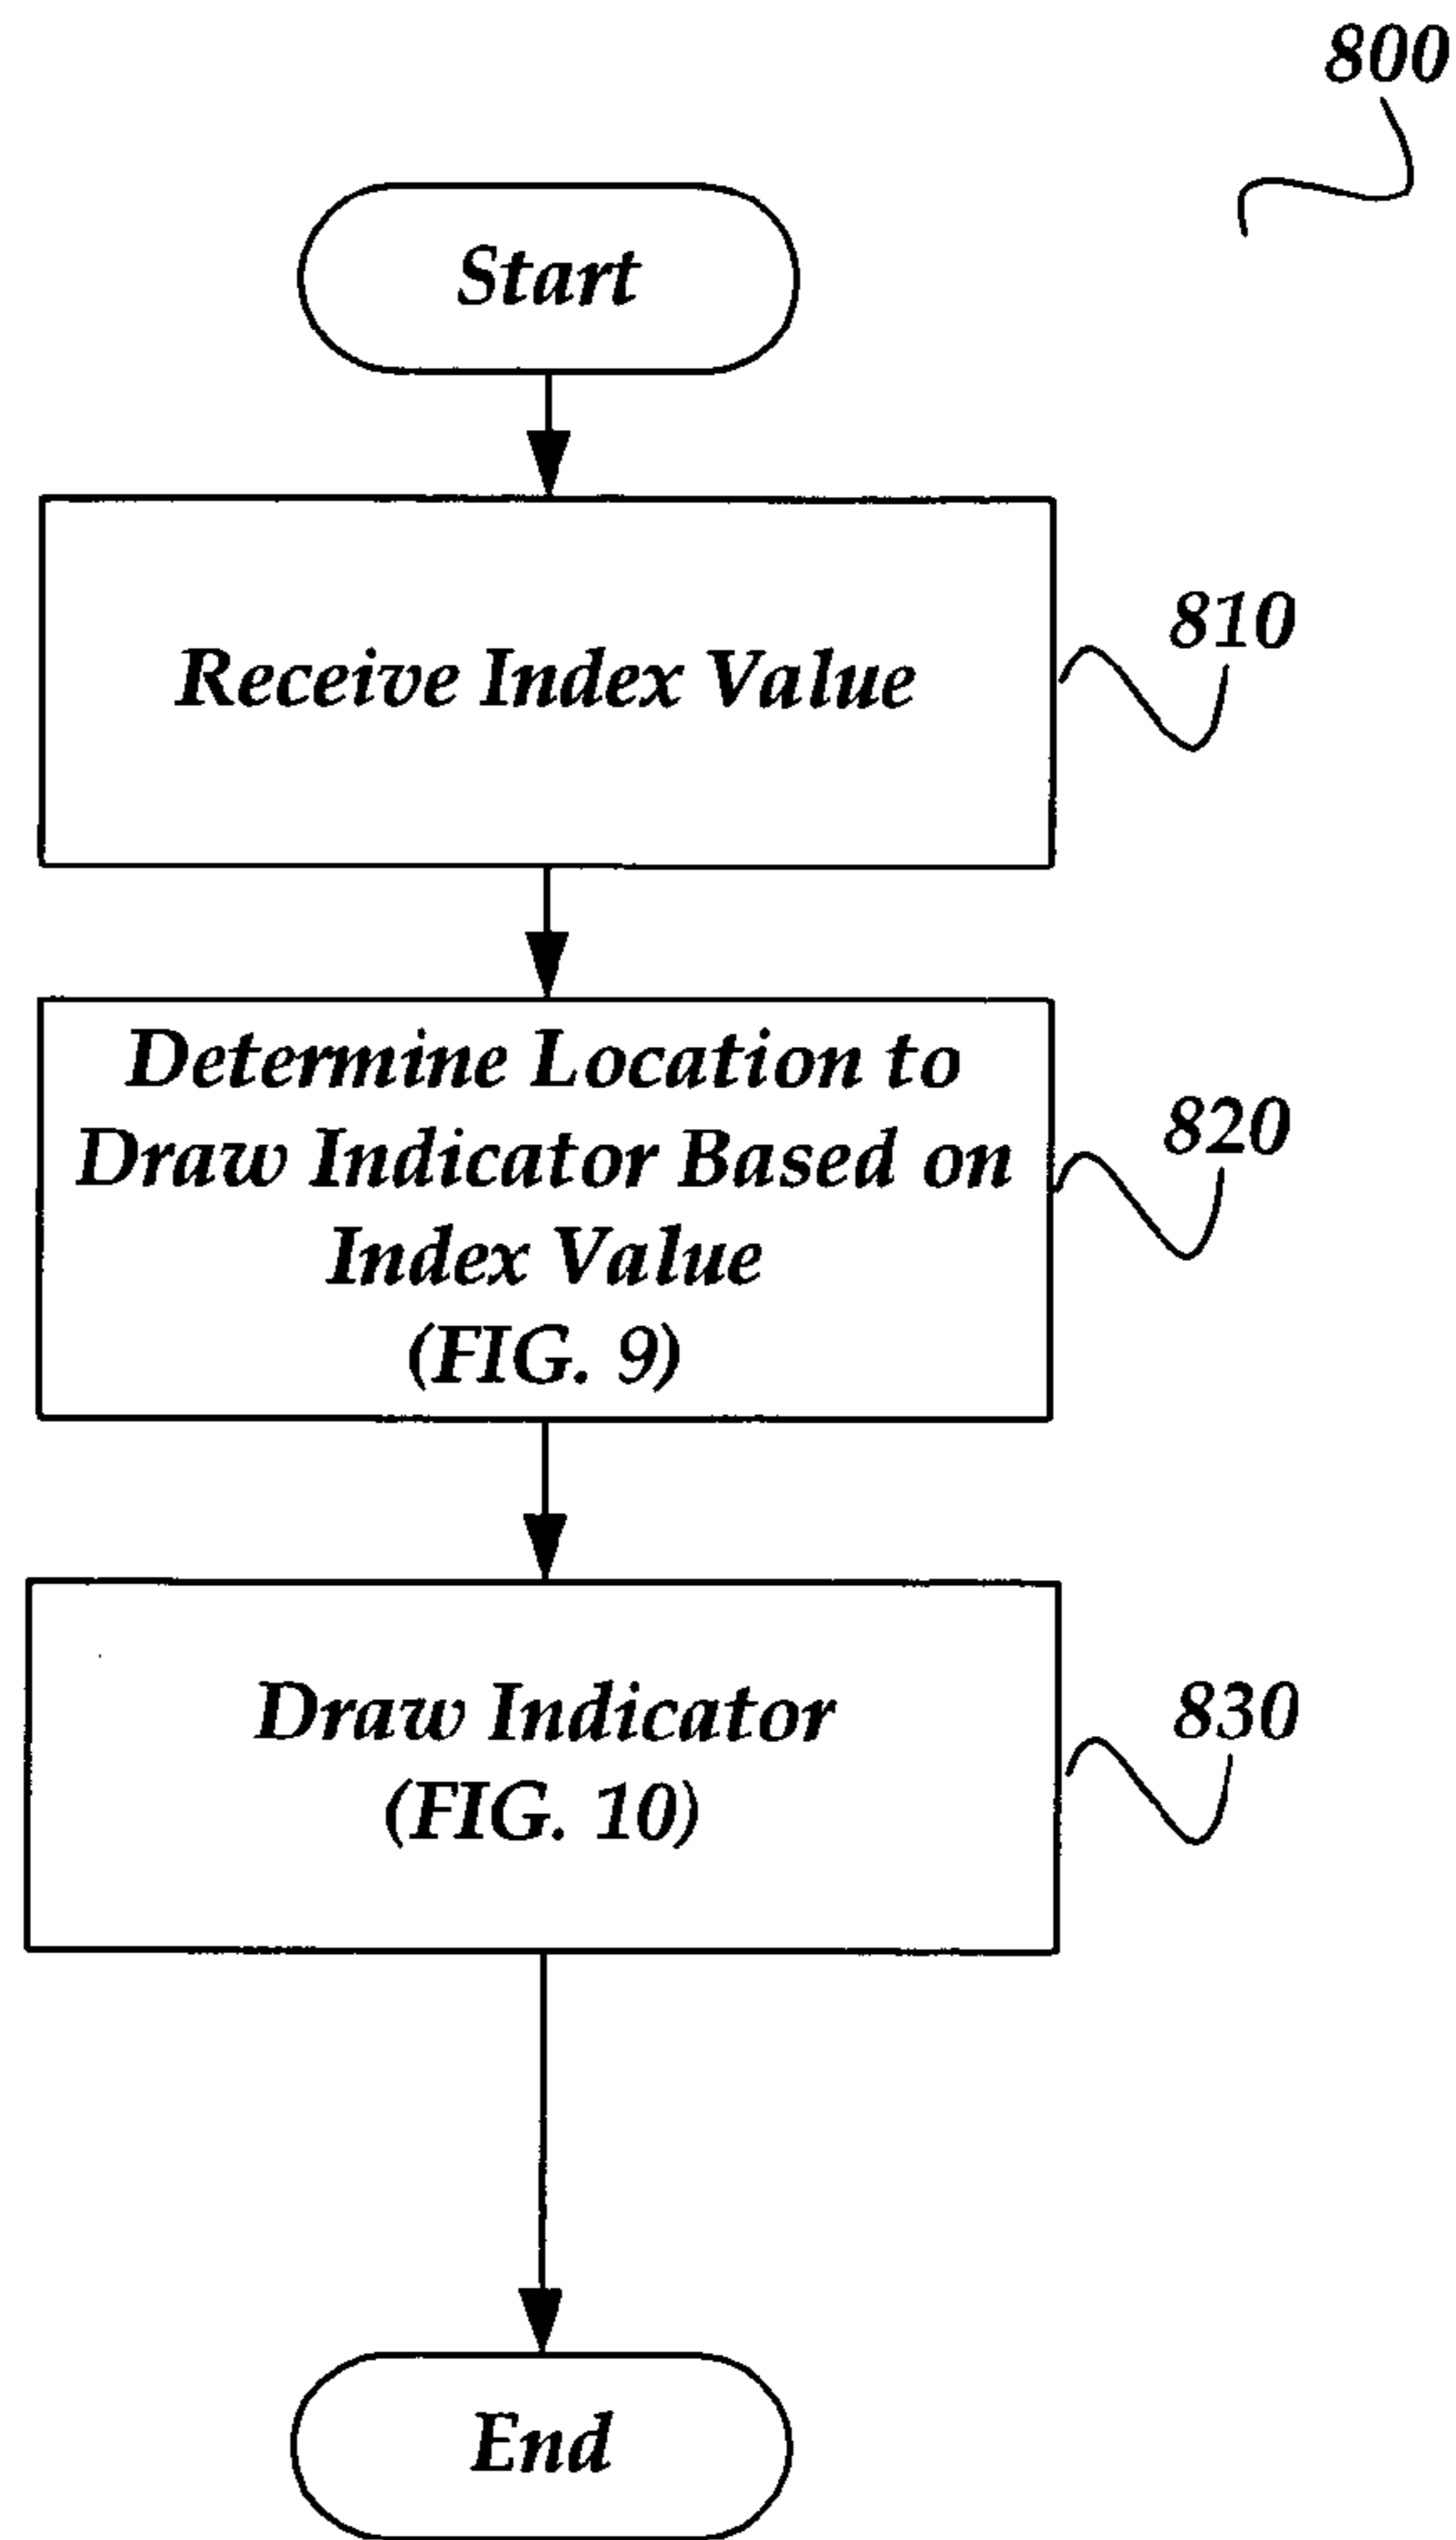 800
Start
Receive Index Value
810
Determine Location to
Draw Indicator Based on
Index Value
(FIG. 9)
820
Draw Indicator
(FIG. 10)
830
End